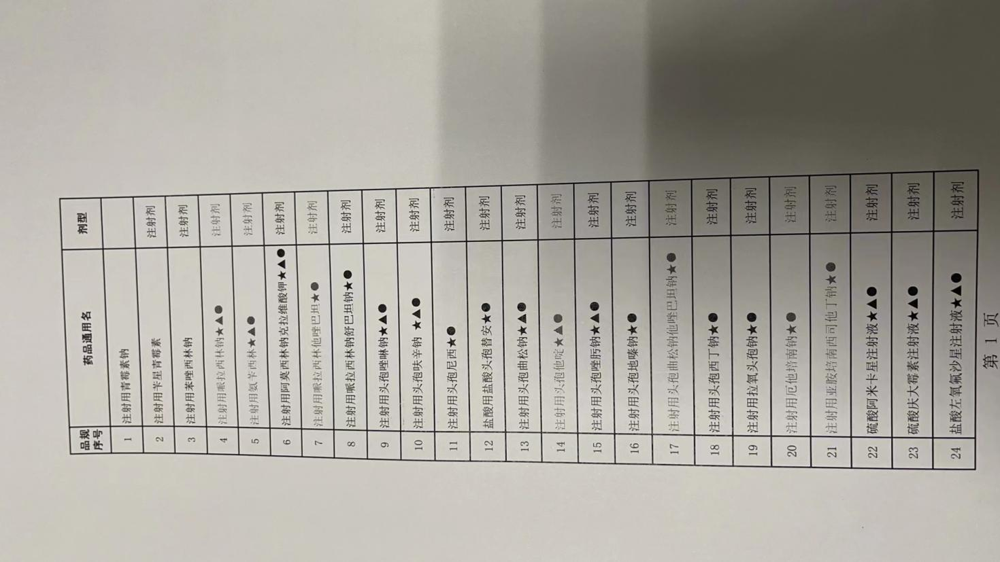 品规序号 药品通用名 剂型
1 注射用青霉素钠
2 注射用苄星青霉素 注射剂
3 注射用苯唑西林钠 注射剂
4 注射用哌拉西林钠★▲● 注射剂
5 注射用氨苄西林★▲● 注射剂
6 注射用阿莫西林钠克拉维酸钾★▲● 注射剂
7 注射用哌拉西林他唑巴坦★● 注射剂
8 注射用哌拉西林钠舒巴坦钠★● 注射剂
9 注射用头孢唑啉钠★▲● 注射剂
10 注射用头孢呋辛钠 ★▲● 注射剂
11 注射用头孢尼西★● 注射剂
12 盐酸用盐酸头孢替安★● 注射剂
13 注射用头孢曲松钠★▲● 注射剂
14 注射用头孢他啶★▲● 注射剂
15 注射用头孢唑肟钠★▲● 注射剂
16 注射用头孢地嗪钠★● 注射剂
17 注射用头孢曲松钠他唑巴坦钠★● 注射剂
18 注射用头孢西丁钠★● 注射剂
19 注射用拉氧头孢钠★● 注射剂
20 注射用厄他培南钠★● 注射剂
21 注射用亚胺培南西司他丁钠★● 注射剂
22 硫酸阿米卡星注射液★▲● 注射剂
23 硫酸庆大霉素注射液★▲● 注射剂
24 盐酸左氧氟沙星注射液★▲● 注射剂
第 1 页